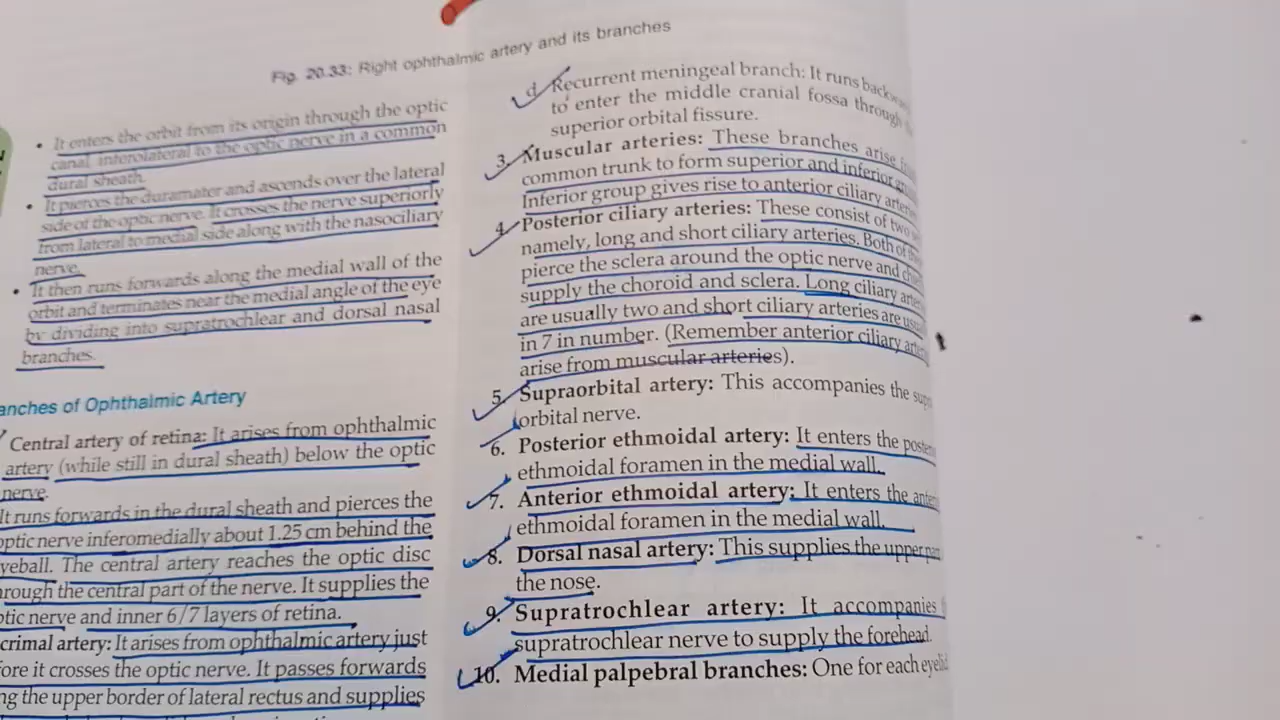 Fig. 20.33: Right ophthalmic artery and its branches
• It enters the orbit from its origin through the optic
canal, interolateral to the optic nerve in a common
dural sheath.
• It pierces the duramater and ascends over the lateral
side of the optic nerve. It crosses the nerve superiorly
from lateral to medial side along with the nasociliary
nerve.
• It then runs forwards along the medial wall of the
orbit and terminates near the medial angle of the eye
by dividing into supratrochlear and dorsal nasal
branches.
anches of Ophthalmic Artery
Central artery of retina: It arises from ophthalmic
artery (while still in dural sheath) below the optic
nerve.
It runs forwards in the dural sheath and pierces the
optic nerve inferomedially about 1.25 cm behind the
yeball. The central artery reaches the optic disc
rough the central part of the nerve. It supplies the
ptic nerve and inner 6/7 layers of retina.
crimal artery: It arises from ophthalmic artery just
fore it crosses the optic nerve. It passes forwards
ng the upper border of lateral rectus and supplies
d. Recurrent meningeal branch: It runs backw
to enter the middle cranial fossa through
superior orbital fissure.
3. Muscular arteries: These branches arise
common trunk to form superior and inferior
Inferior group gives rise to anterior ciliary arter
4. Posterior ciliary arteries: These consist of two
namely, long and short ciliary arteries. Both of
pierce the sclera around the optic nerve and
supply the choroid and sclera. Long ciliary arte
are usually two and short ciliary arteries are usu
in 7 in number. (Remember anterior ciliary arte
arise from muscular arteries).
5. Supraorbital artery: This accompanies the sup
orbital nerve.
6. Posterior ethmoidal artery: It enters the poste
ethmoidal foramen in the medial wall.
7. Anterior ethmoidal artery: It enters the ante
ethmoidal foramen in the medial wall.
8. Dorsal nasal artery: This supplies the upper
the nose.
9. Supratrochlear artery: It accompanies
supratrochlear nerve to supply the forehead.
10. Medial palpebral branches: One for each eyelid